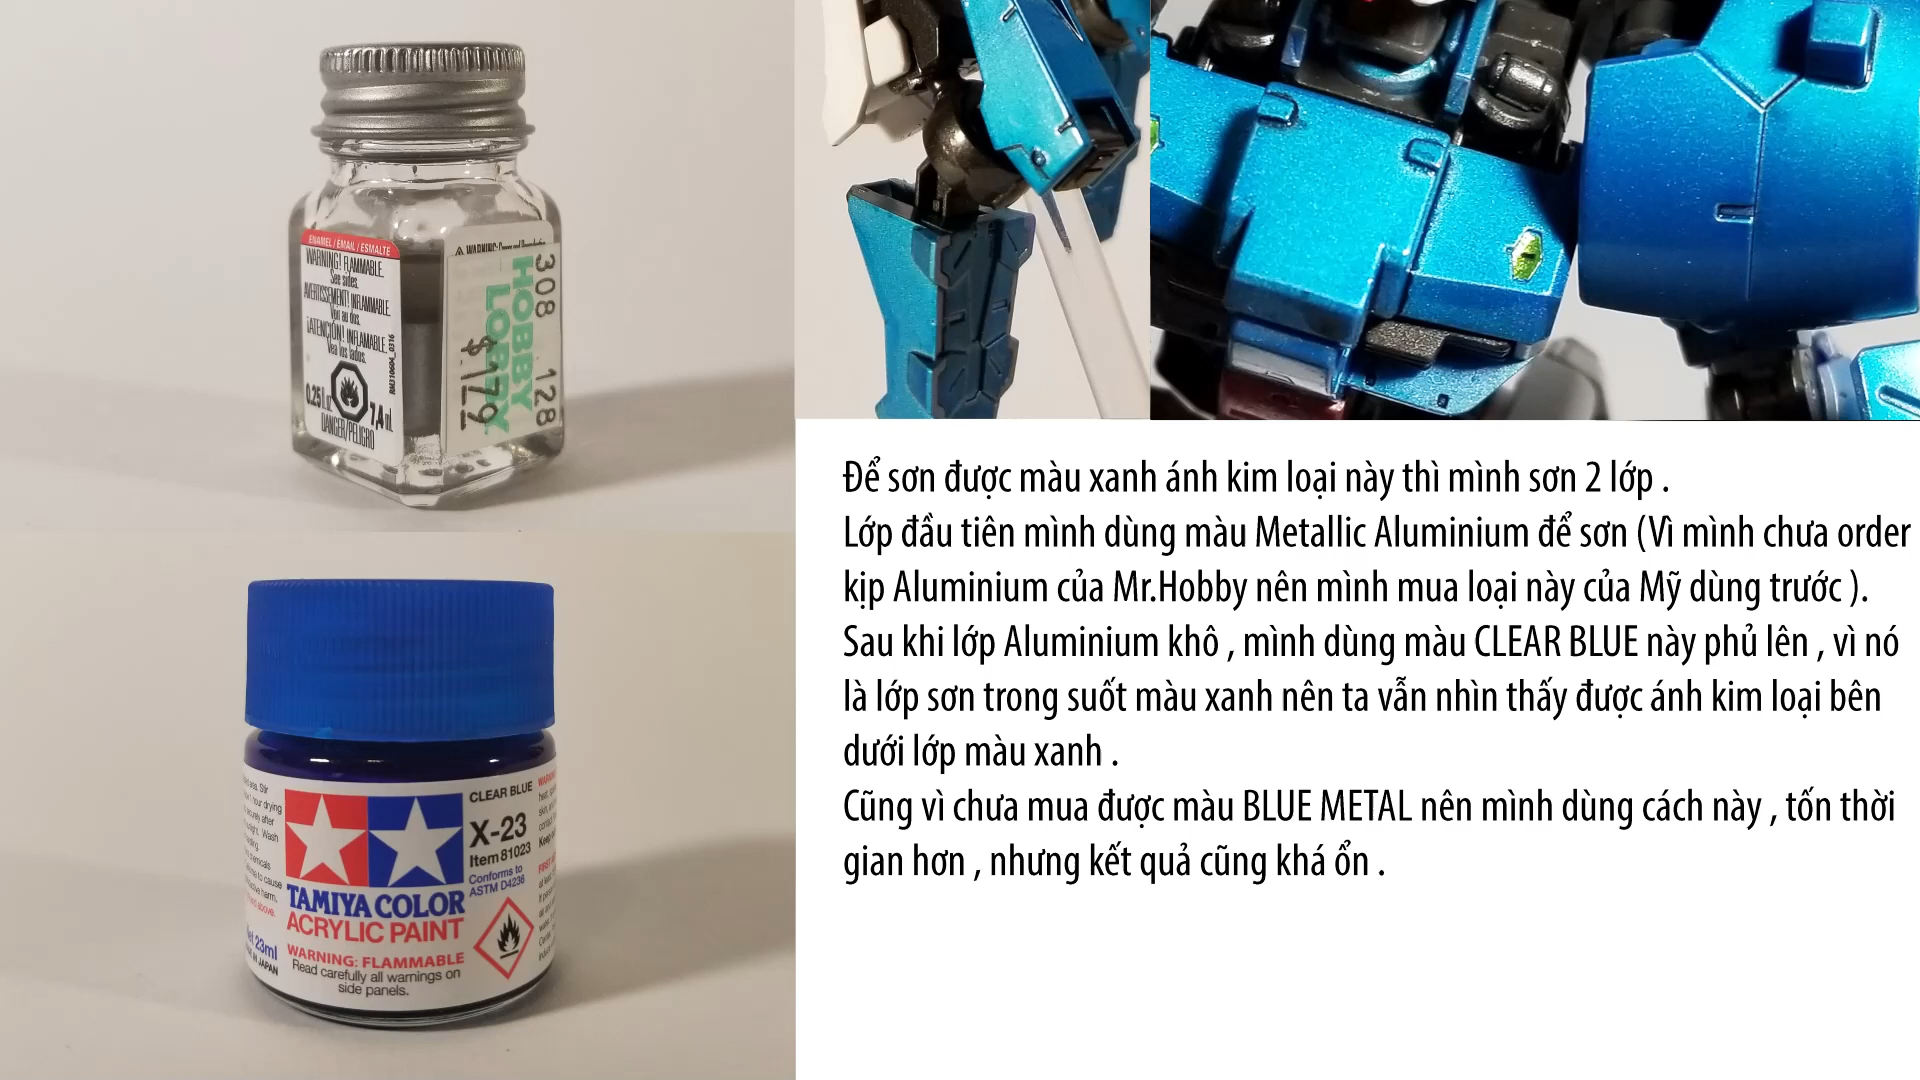 ENAMEL / EMAIL / ESMALTE
WARNING! FLAMMABLE.
See sides.
AVERTISSEMENT! INFLAMMABLE.
Voir au dos.
¡ATENCIÓN! INFLAMABLE.
Vea los lados.
0.25 f. oz
7,4 ml
DANGER/PELIGRO
RM310604_0316
WARNING:
308 128
HOBBY
LOBBY
$1.79
CLEAR BLUE
X-23
Item 81023
Conforms to
ASTM D4236
TAMIYA COLOR
ACRYLIC PAINT
WARNING: FLAMMABLE
Read carefully all warnings on
side panels.
23ml
IN JAPAN
Để sơn được màu xanh ánh kim loại này thì mình sơn 2 lớp .
Lớp đầu tiên mình dùng màu Metallic Aluminium để sơn (Vì mình chưa order
kịp Aluminium của Mr.Hobby nên mình mua loại này của Mỹ dùng trước ).
Sau khi lớp Aluminium khô , mình dùng màu CLEAR BLUE này phủ lên , vì nó
là lớp sơn trong suốt màu xanh nên ta vẫn nhìn thấy được ánh kim loại bên
dưới lớp màu xanh .
Cũng vì chưa mua được màu BLUE METAL nên mình dùng cách này , tốn thời
gian hơn , nhưng kết quả cũng khá ổn .